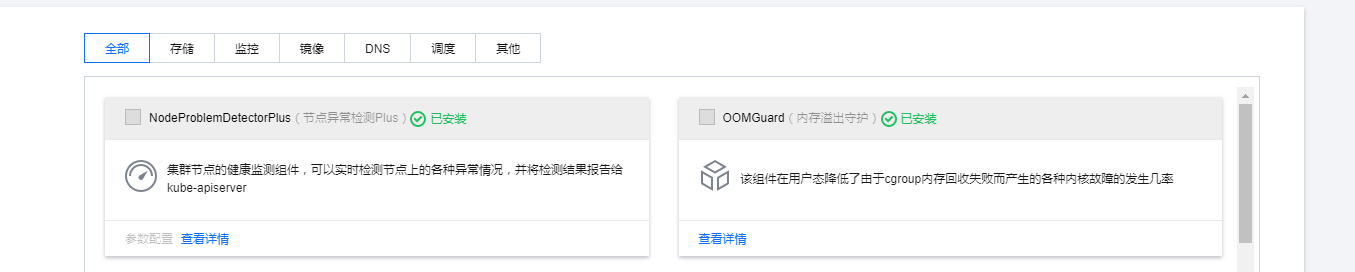 全部 存储 监控 镜像 DNS 调度 其他
NodeProblemDetectorPlus（节点异常检测Plus） 已安装
集群节点的健康监测组件，可以实时检测节点上的各种异常情况，并将检测结果报告给
kube-apiserver
参数配置 查看详情
OOMGuard（内存溢出守护） 已安装
该组件在用户态降低了由于cgroup内存回收失败而产生的各种内核故障的发生几率
查看详情